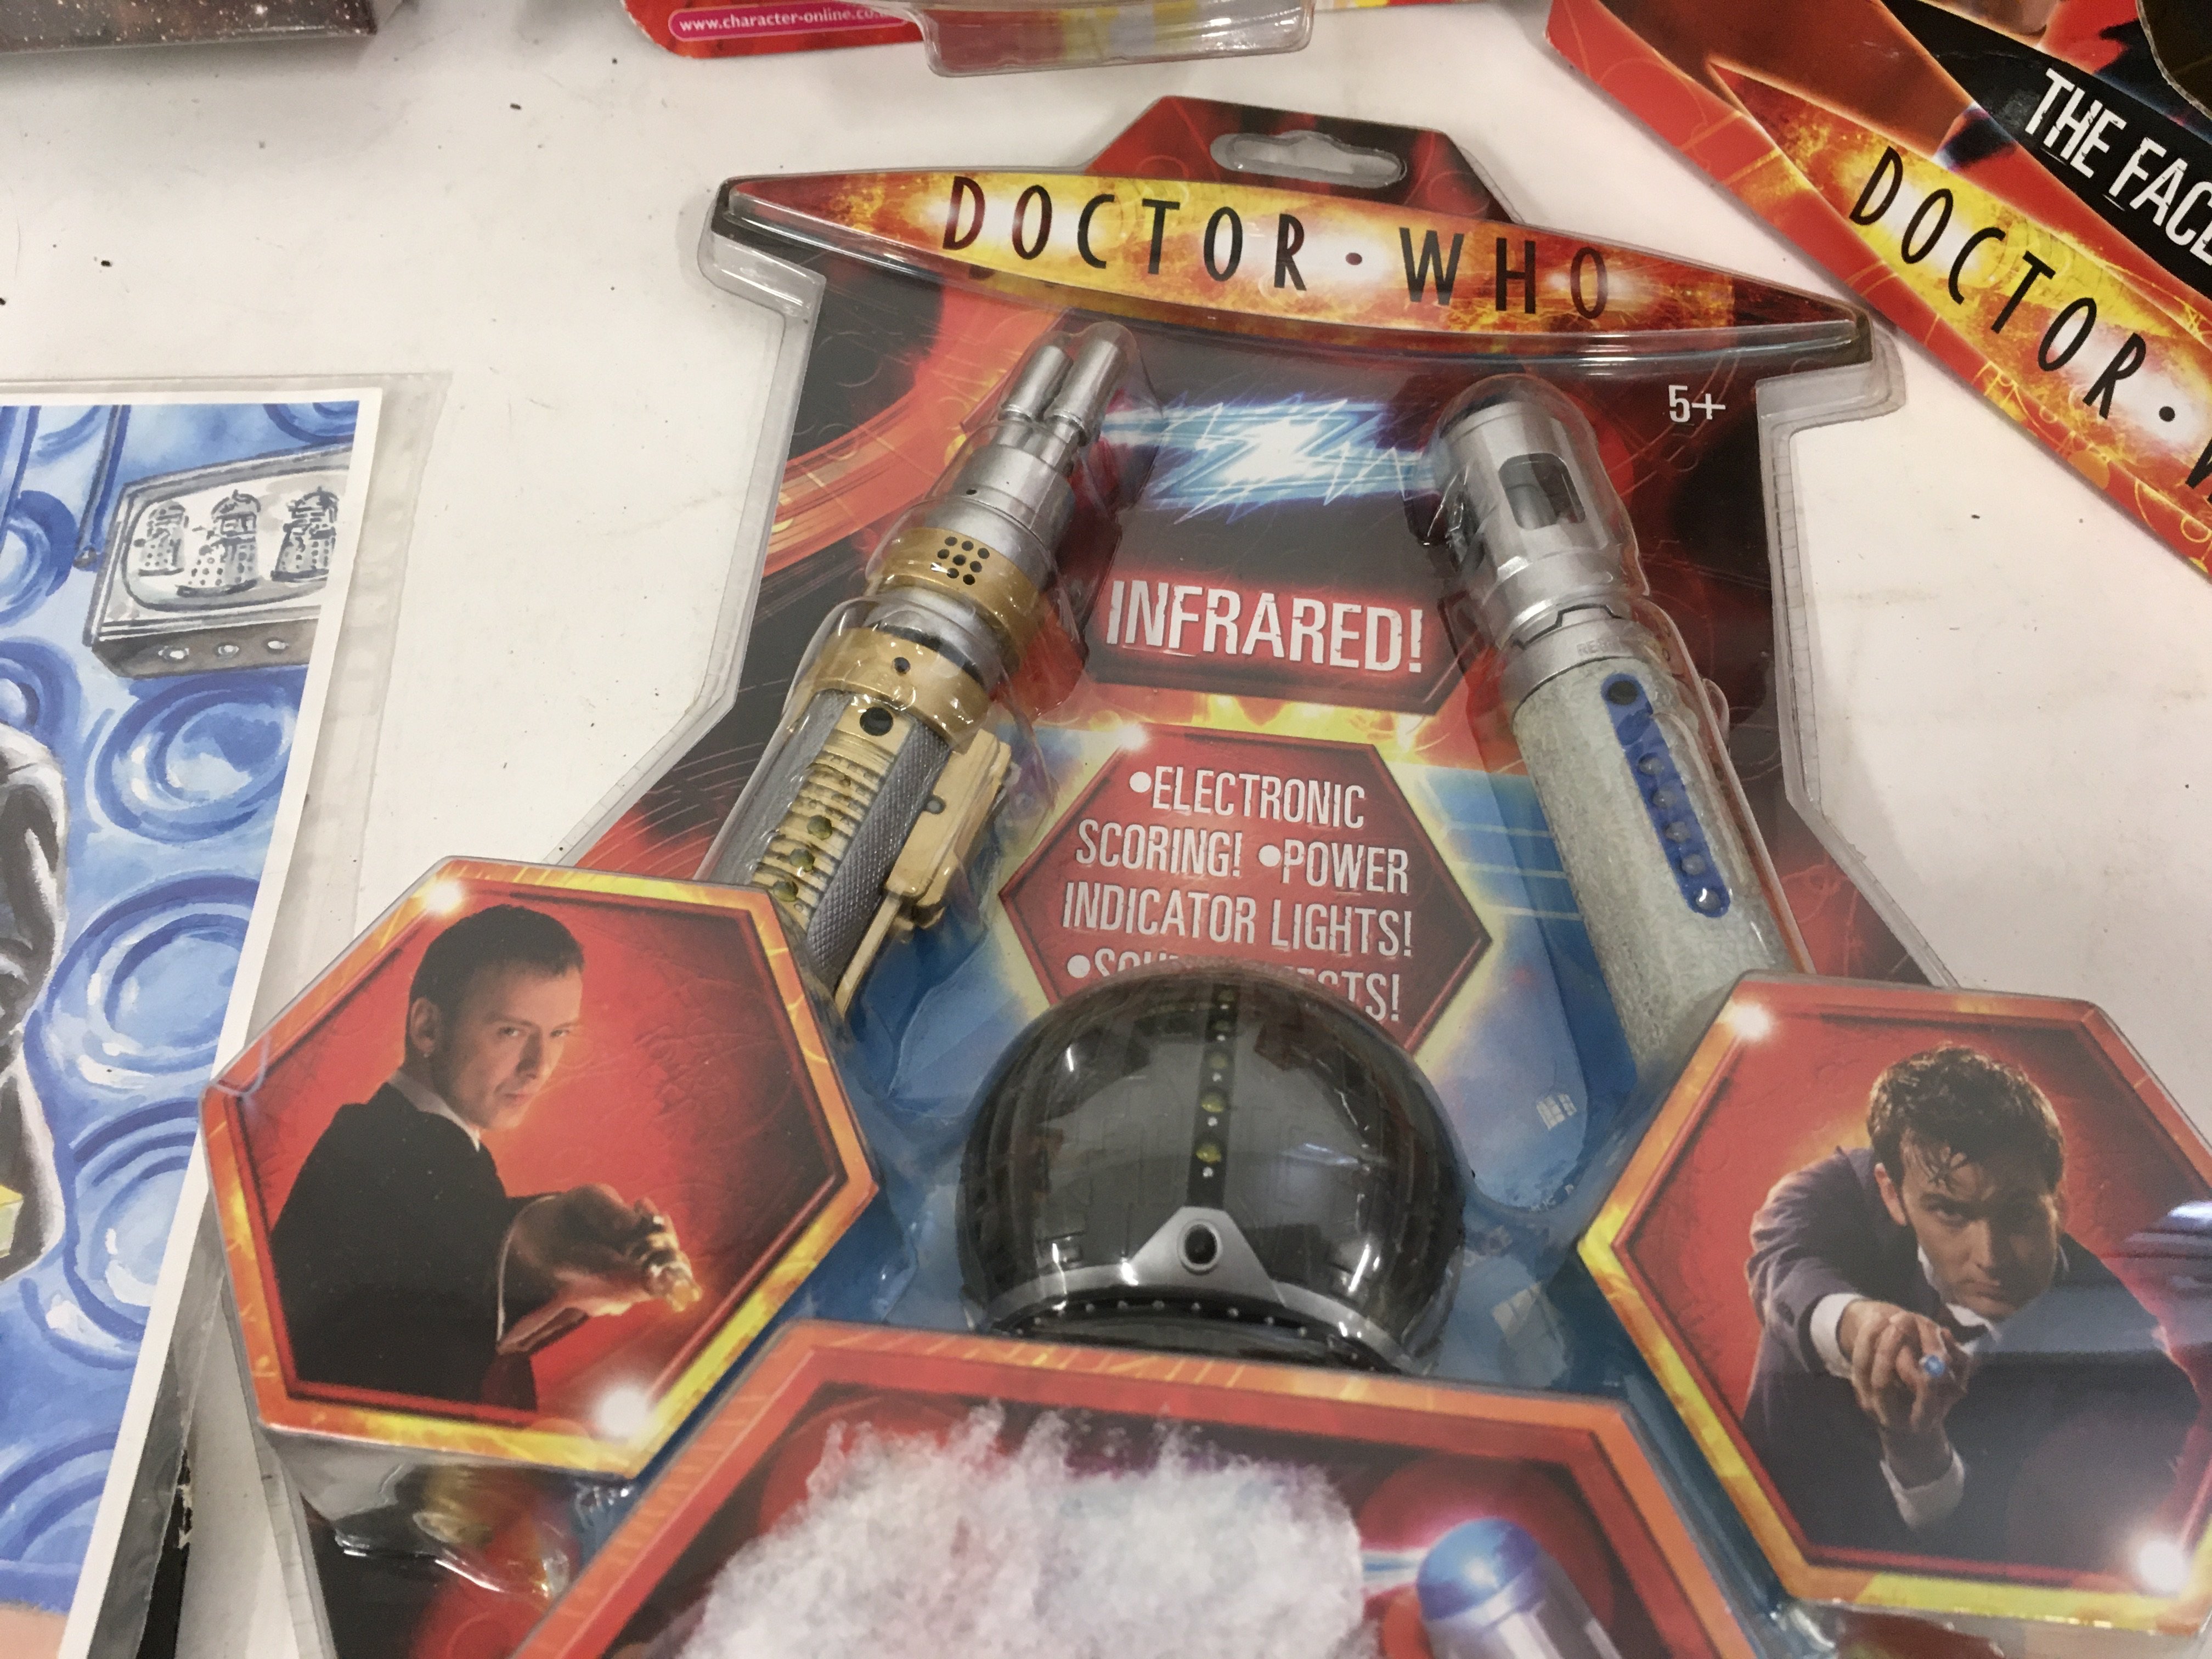 www.character-online.co.
THE FACE
DOCTOR·
DOCTOR·WHO
5+
INFRARED!
•ELECTRONIC
SCORING! •POWER
INDICATOR LIGHTS!